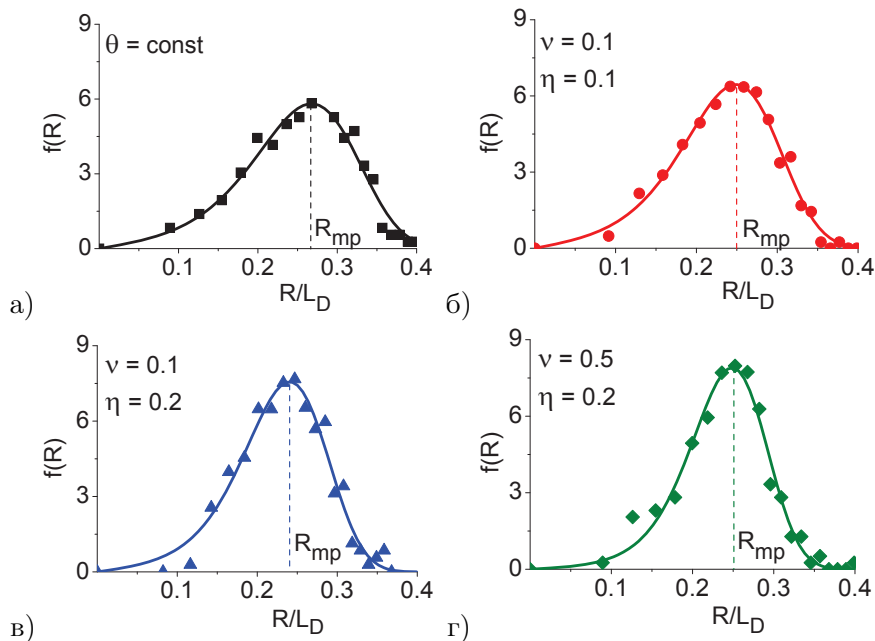 9
6
3
0
f(R)
θ = const
R_mp
0.1 0.2 0.3 0.4
R/L_D
а)
9
6
3
0
f(R)
ν = 0.1
η = 0.1
R_mp
0.1 0.2 0.3 0.4
R/L_D
б)
9
6
3
0
f(R)
ν = 0.1
η = 0.2
R_mp
0.1 0.2 0.3 0.4
R/L_D
в)
9
6
3
0
f(R)
ν = 0.5
η = 0.2
R_mp
0.1 0.2 0.3 0.4
R/L_D
г)